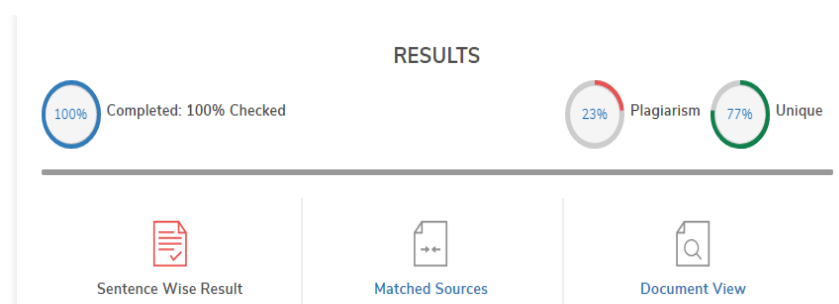 RESULTS
100% Completed: 100% Checked 23% Plagiarism 77% Unique
Sentence Wise Result Matched Sources Document View